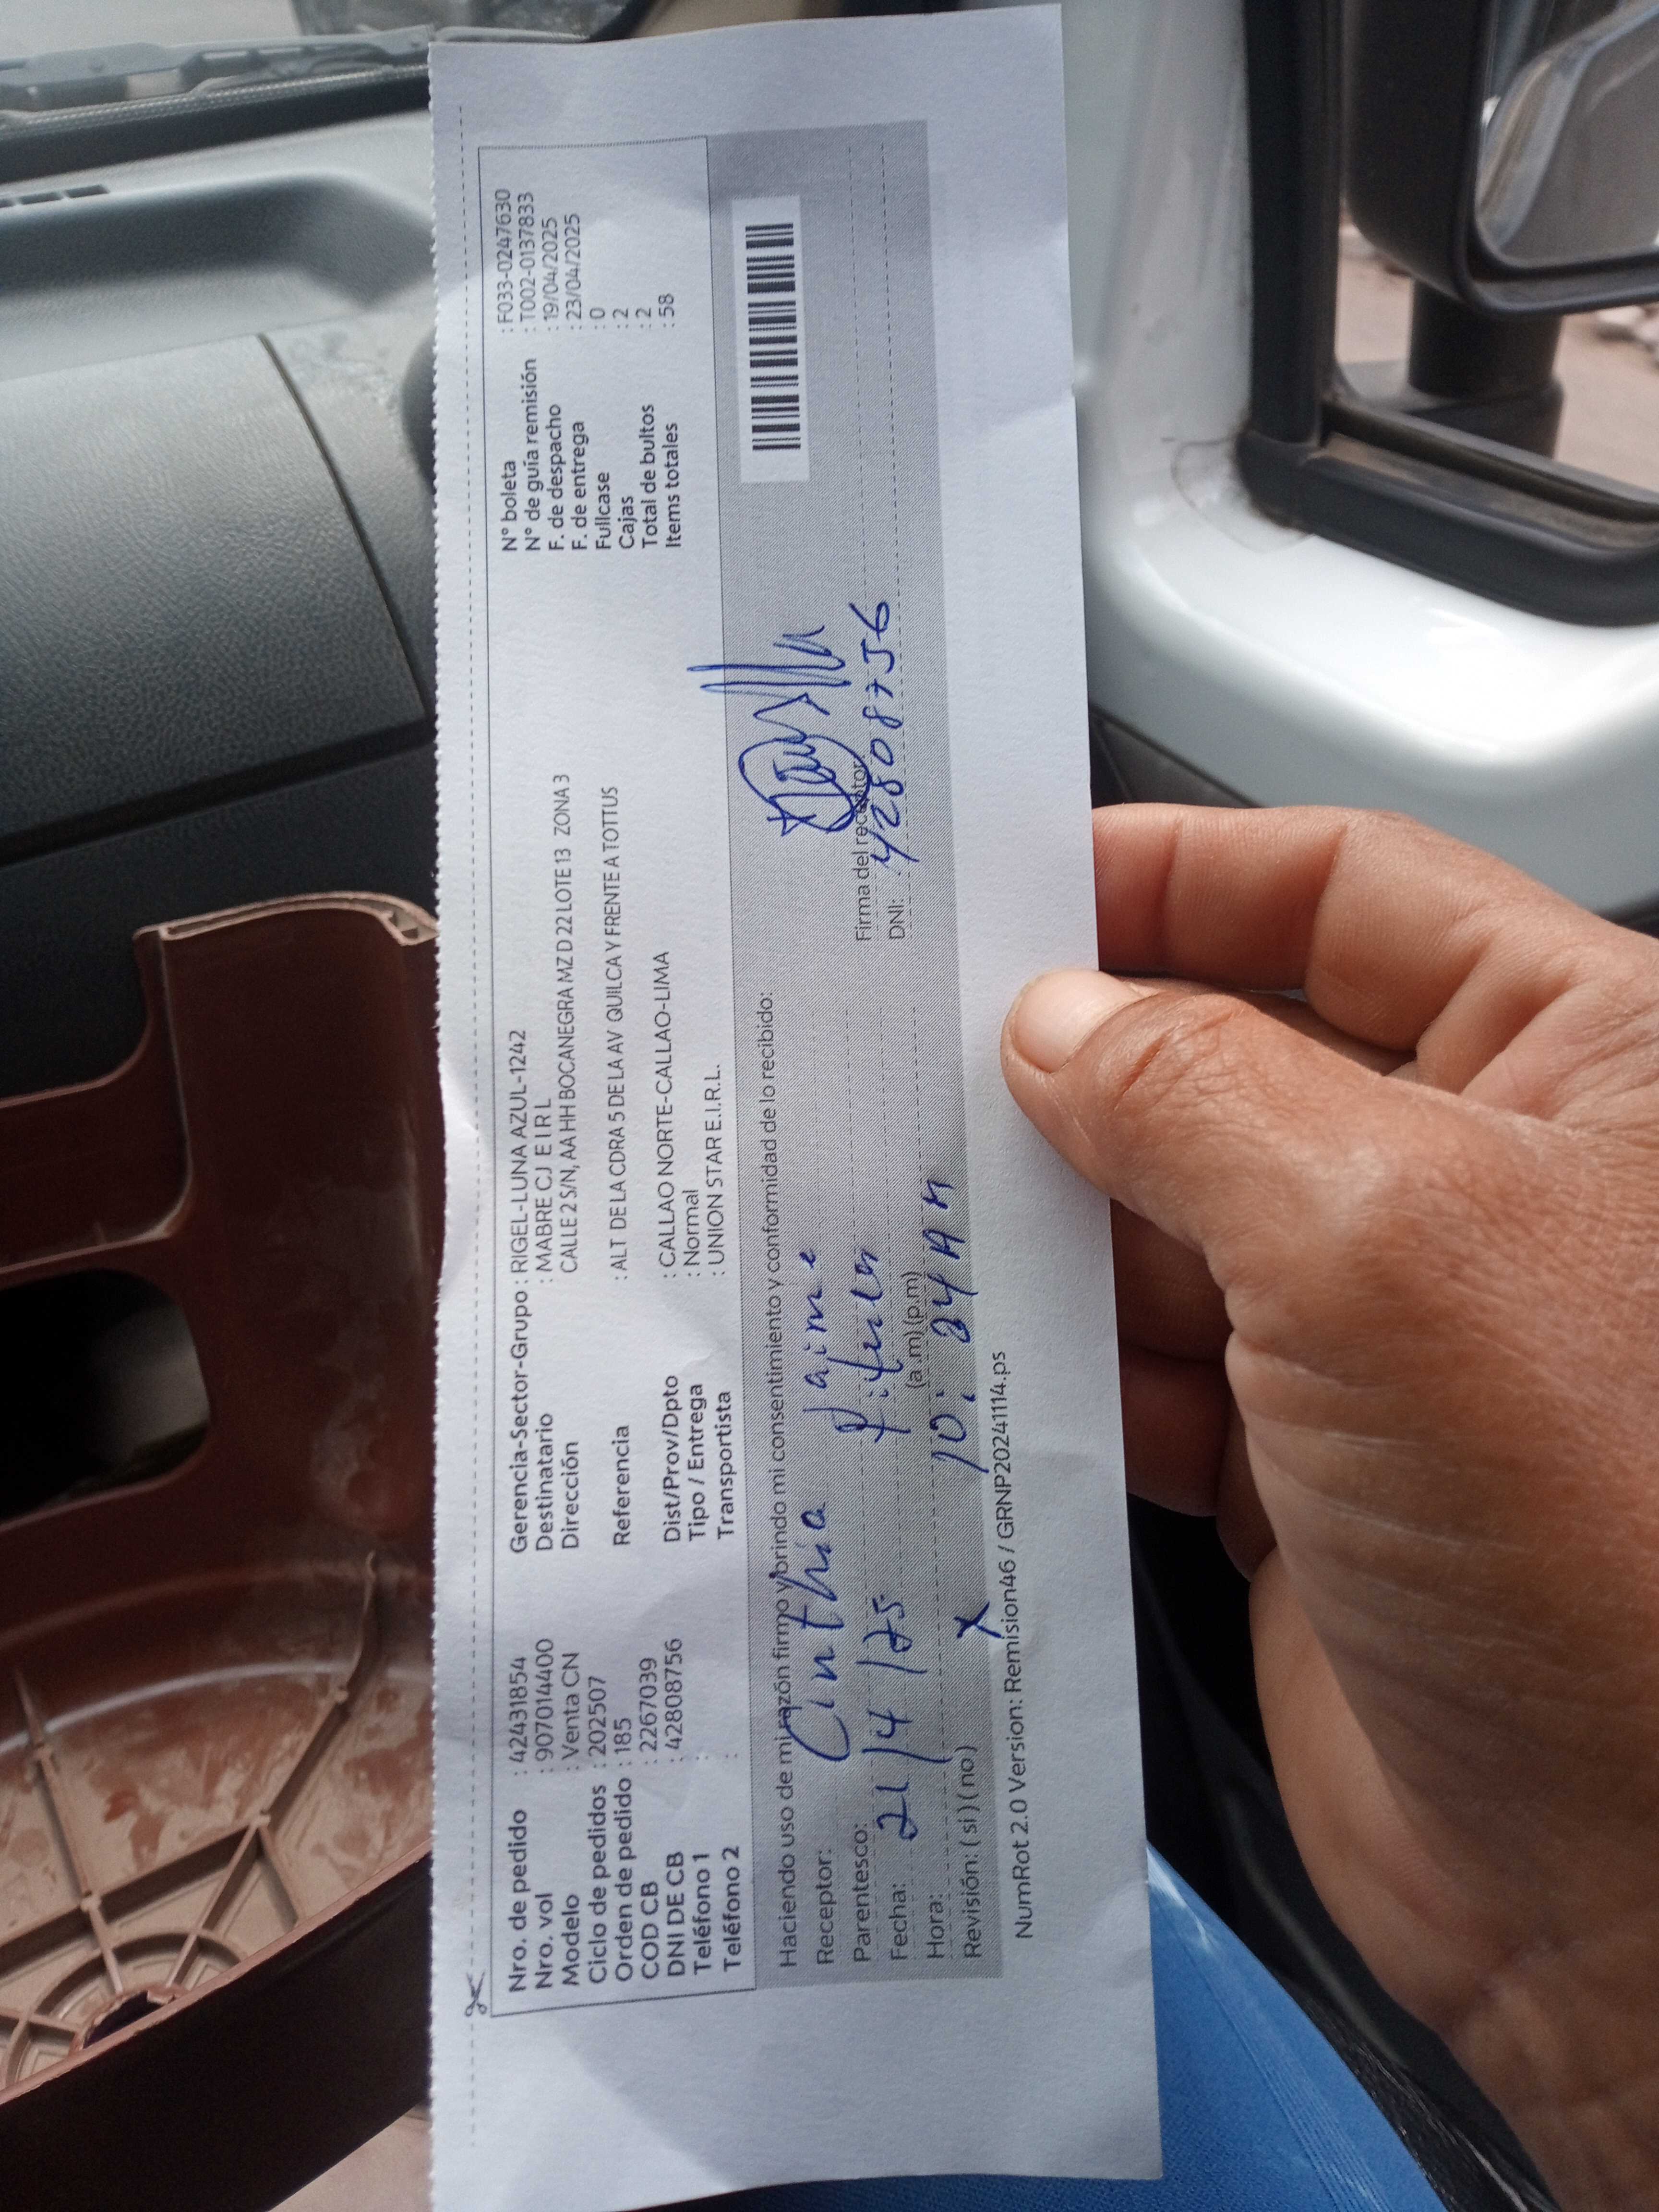 Nro. de pedido : 42431854
Nro. vol : 907014400
Modelo : Venta CN
Ciclo de pedidos : 202507
Orden de pedido : 185
COD CB : 2267039
DNI DE CB : 42808756
Teléfono 1 :
Teléfono 2 :
Gerencia-Sector-Grupo : RIGEL-LUNA AZUL-1242
Destinatario : MABRE CJ E I R L
Dirección CALLE 2 S/N, AA HH BOCANEGRA MZ D 22 LOTE 13 ZONA 3
Referencia : ALT DE LA CDRA 5 DE LA AV QUILCA Y FRENTE A TOTTUS
Dist/Prov/Dpto : CALLAO NORTE-CALLAO-LIMA
Tipo / Entrega : Normal
Transportista : UNION STAR E.I.R.L.
N° boleta : F033-0247630
N° de guía remisión : T002-0137833
F. de despacho : 19/04/2025
F. de entrega : 23/04/2025
Fullcase : 0
Cajas : 2
Total de bultos : 2
Items totales : 58
Haciendo uso de mi razón firmo y brindo mi consentimiento y conformidad de lo recibido:
Receptor: Cinthia Jaime
Parentesco:
Fecha: 21/4/25
Hora: 10:24 AM (a.m) (p.m)
Revisión: ( si ) ( no ) X
Firma del receptor
DNI: 42808756
NumRot 2.0 Version: Remision46 / GRNP20241114.ps